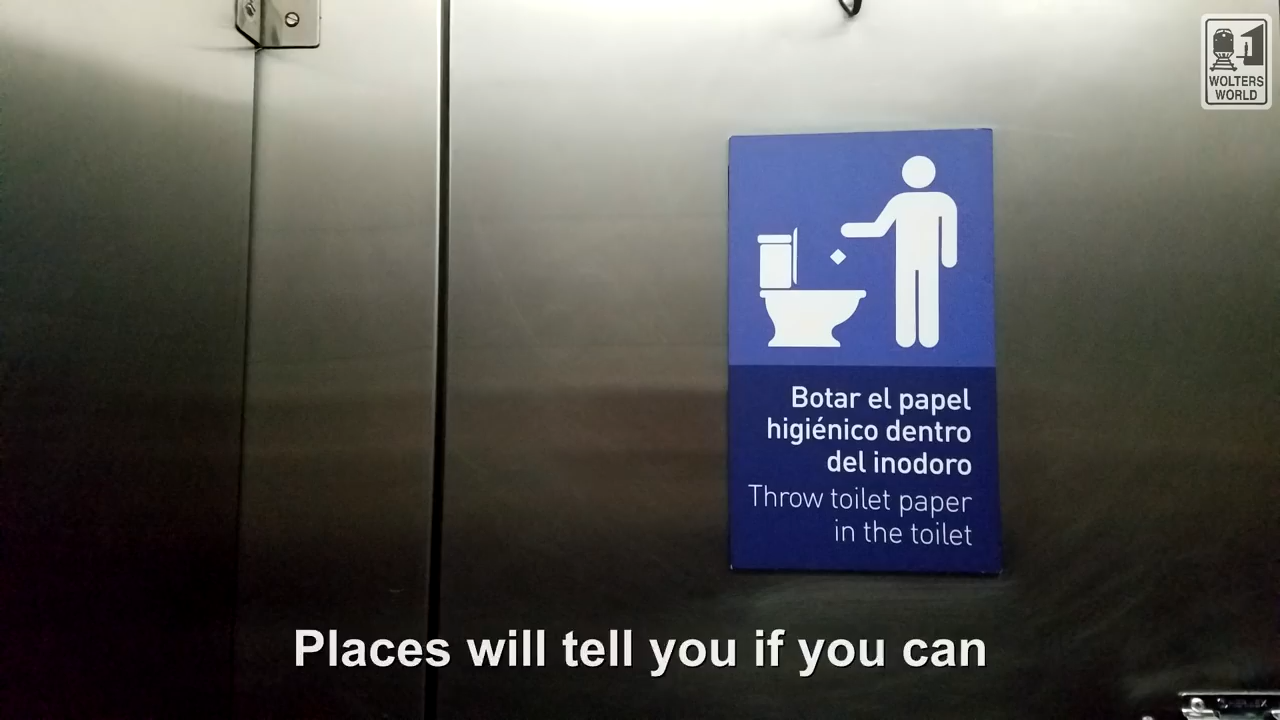 WOLTERS
WORLD
Botar el papel
higiénico dentro
del inodoro
Throw toilet paper
in the toilet
Places will tell you if you can